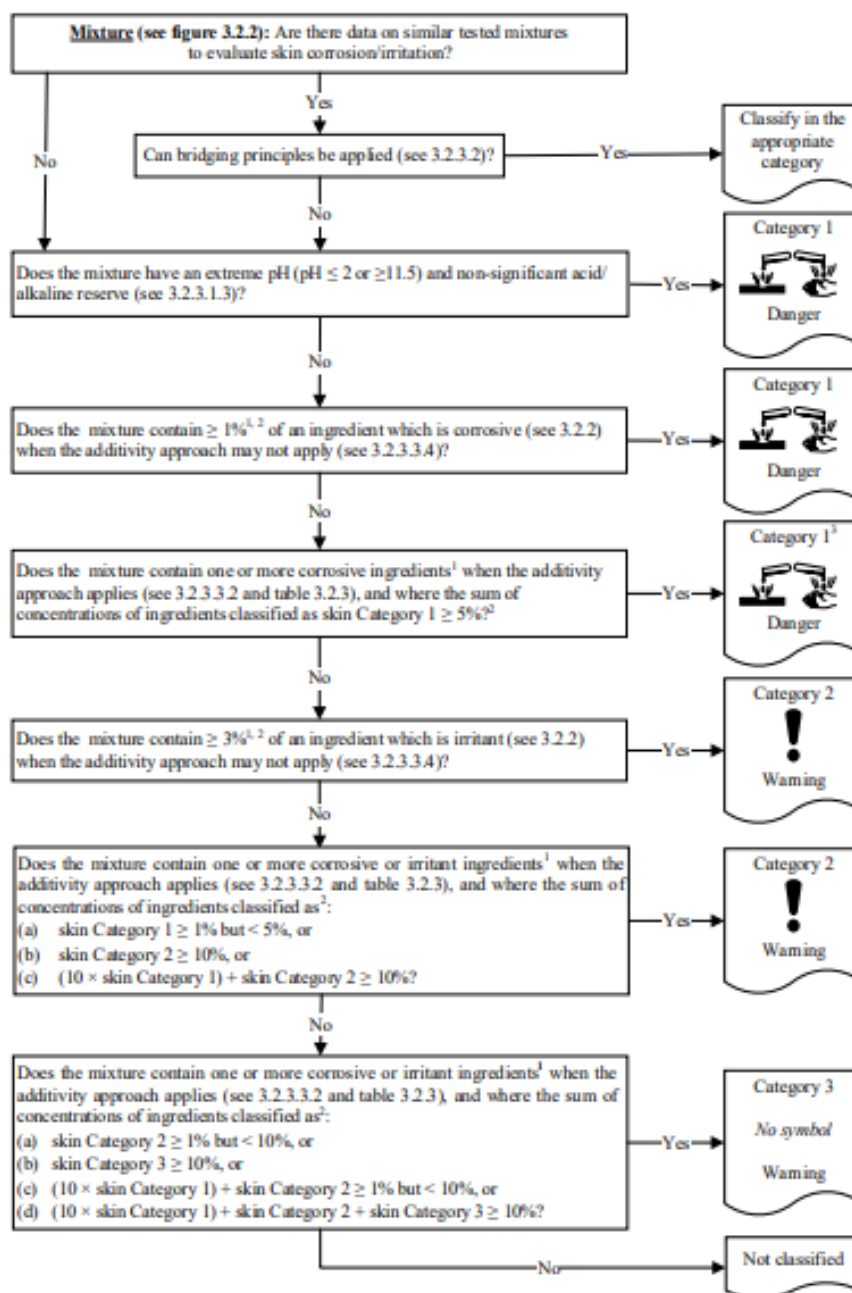 Mixture (see figure 3.2.2): Are there data on similar tested mixtures
to evaluate skin corrosion/irritation?
Yes
No
Can bridging principles be applied (see 3.2.3.2)?
Yes
Classify in the
appropriate
category
No
Does the mixture have an extreme pH (pH ≤ 2 or ≥11.5) and non-significant acid/
alkaline reserve (see 3.2.3.1.3)?
Yes
Category 1
Danger
No
Does the mixture contain ≥ 1%1, 2 of an ingredient which is corrosive (see 3.2.2)
when the additivity approach may not apply (see 3.2.3.3.4)?
Yes
Category 1
Danger
No
Does the mixture contain one or more corrosive ingredients1 when the additivity
approach applies (see 3.2.3.3.2 and table 3.2.3), and where the sum of
concentrations of ingredients classified as skin Category 1 ≥ 5%?2
Yes
Category 13
Danger
No
Does the mixture contain ≥ 3%1, 2 of an ingredient which is irritant (see 3.2.2)
when the additivity approach may not apply (see 3.2.3.3.4)?
Yes
Category 2
Warning
No
Does the mixture contain one or more corrosive or irritant ingredients1 when the
additivity approach applies (see 3.2.3.3.2 and table 3.2.3), and where the sum of
concentrations of ingredients classified as2:
(a) skin Category 1 ≥ 1% but < 5%, or
(b) skin Category 2 ≥ 10%, or
(c) (10 × skin Category 1) + skin Category 2 ≥ 10%?
Yes
Category 2
Warning
No
Does the mixture contain one or more corrosive or irritant ingredients1 when the
additivity approach applies (see 3.2.3.3.2 and table 3.2.3), and where the sum of
concentrations of ingredients classified as2:
(a) skin Category 2 ≥ 1% but < 10%, or
(b) skin Category 3 ≥ 10%, or
(c) (10 × skin Category 1) + skin Category 2 ≥ 1% but < 10%, or
(d) (10 × skin Category 1) + skin Category 2 + skin Category 3 ≥ 10%?
Yes
Category 3
No symbol
Warning
No
Not classified